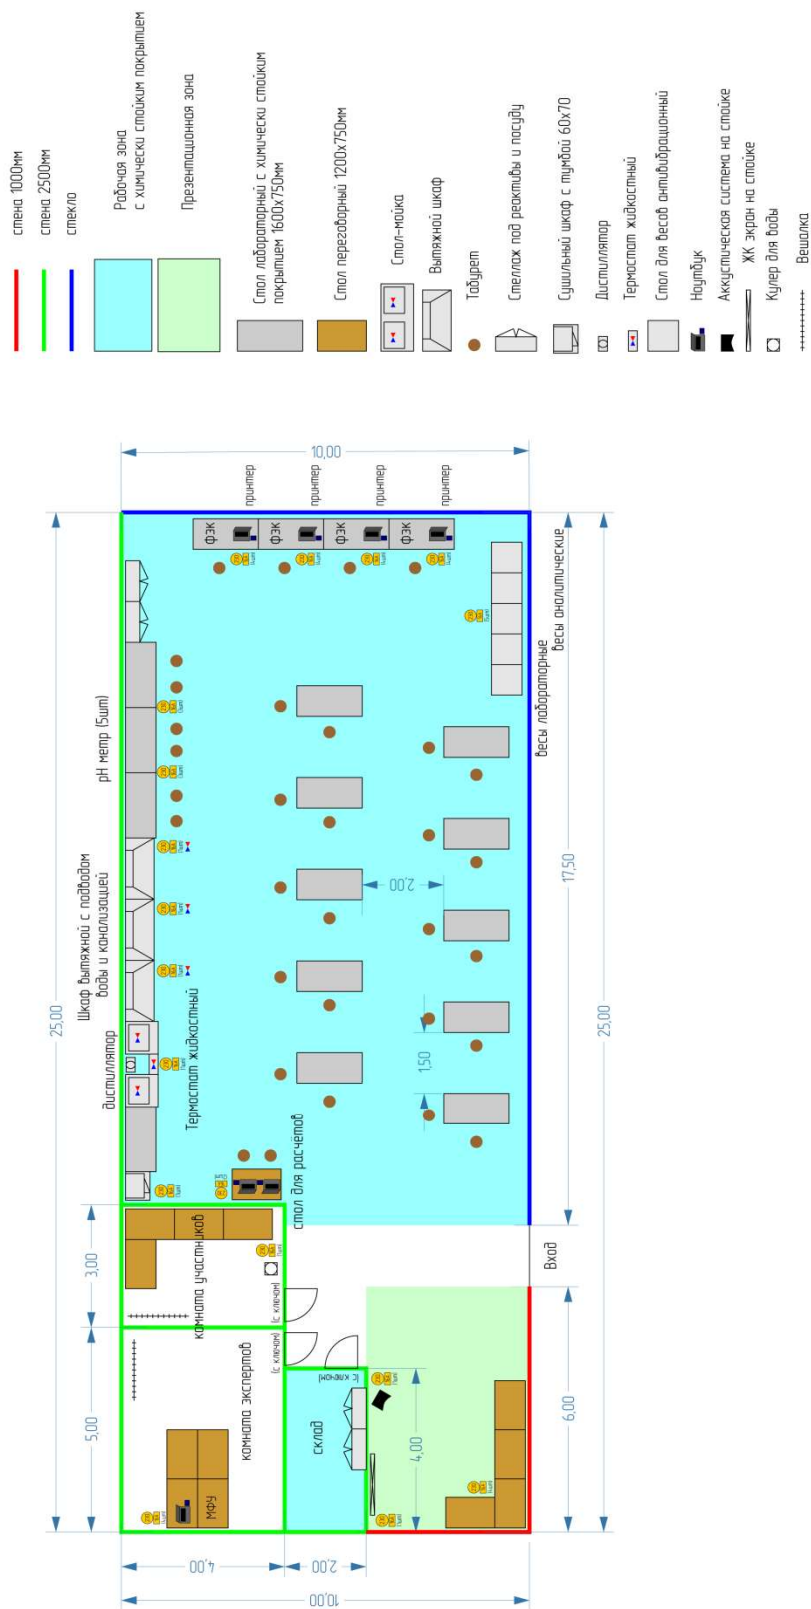 стена 1000мм
стена 2500мм
стекло
Рабочая зона
с химически стойким покрытием
Презентационная зона
Стол лабораторный с химически стойким
покрытием 1600х750мм
Стол переговорный 1200х750мм
Стол-мойка
Вытяжной шкаф
Табурет
Стеллаж под реактивы и посуду
Сушильный шкаф с тумбой 60х70
Дистиллятор
Термостат жидкостный
Стол для весов антивибрационный
Ноутбук
Аккустическая система на стойке
ЖК экран на стойке
Кулер для воды
Вешалка
25,00
5,00
3,00
дистиллятор
Шкаф вытяжной с подводом
воды и канализацией
pH метр (5шт)
10,00
4,00
2,00
МФУ
комната экспертов
комната участников
(с ключом)
(с ключом)
(с ключом)
склад
4,00
Термостат жидкостный
стол для расчётов
2,00
1,50
ФЭК
ФЭК
ФЭК
ФЭК
принтер
принтер
принтер
принтер
10,00
6,00
Вход
17,50
весы лабораторные
весы аналитические
25,00